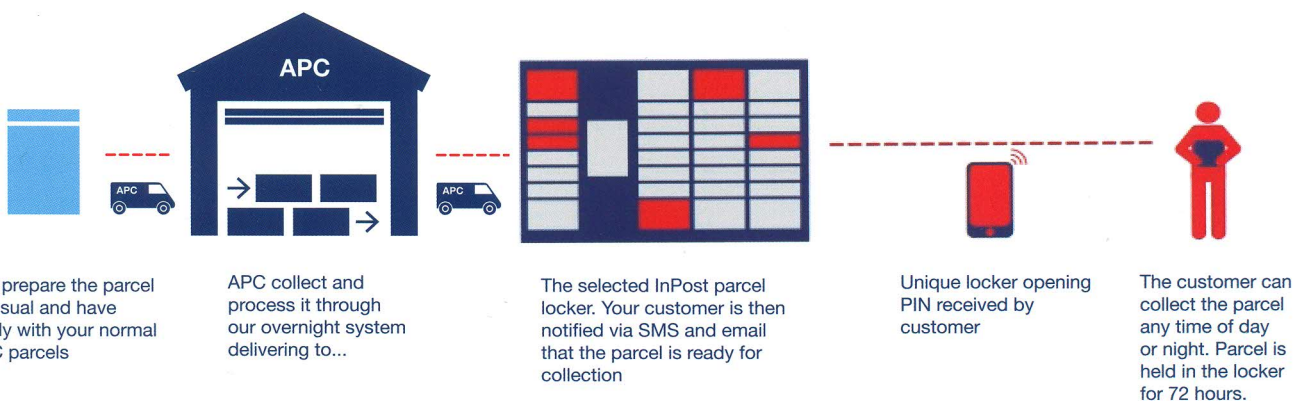 APC
APC
APC
prepare the parcel
sual and have
y with your normal
parcels
APC collect and
process it through
our overnight system
delivering to...
The selected InPost parcel
locker. Your customer is then
notified via SMS and email
that the parcel is ready for
collection
Unique locker opening
PIN received by
customer
The customer can
collect the parcel
any time of day
or night. Parcel is
held in the locker
for 72 hours.